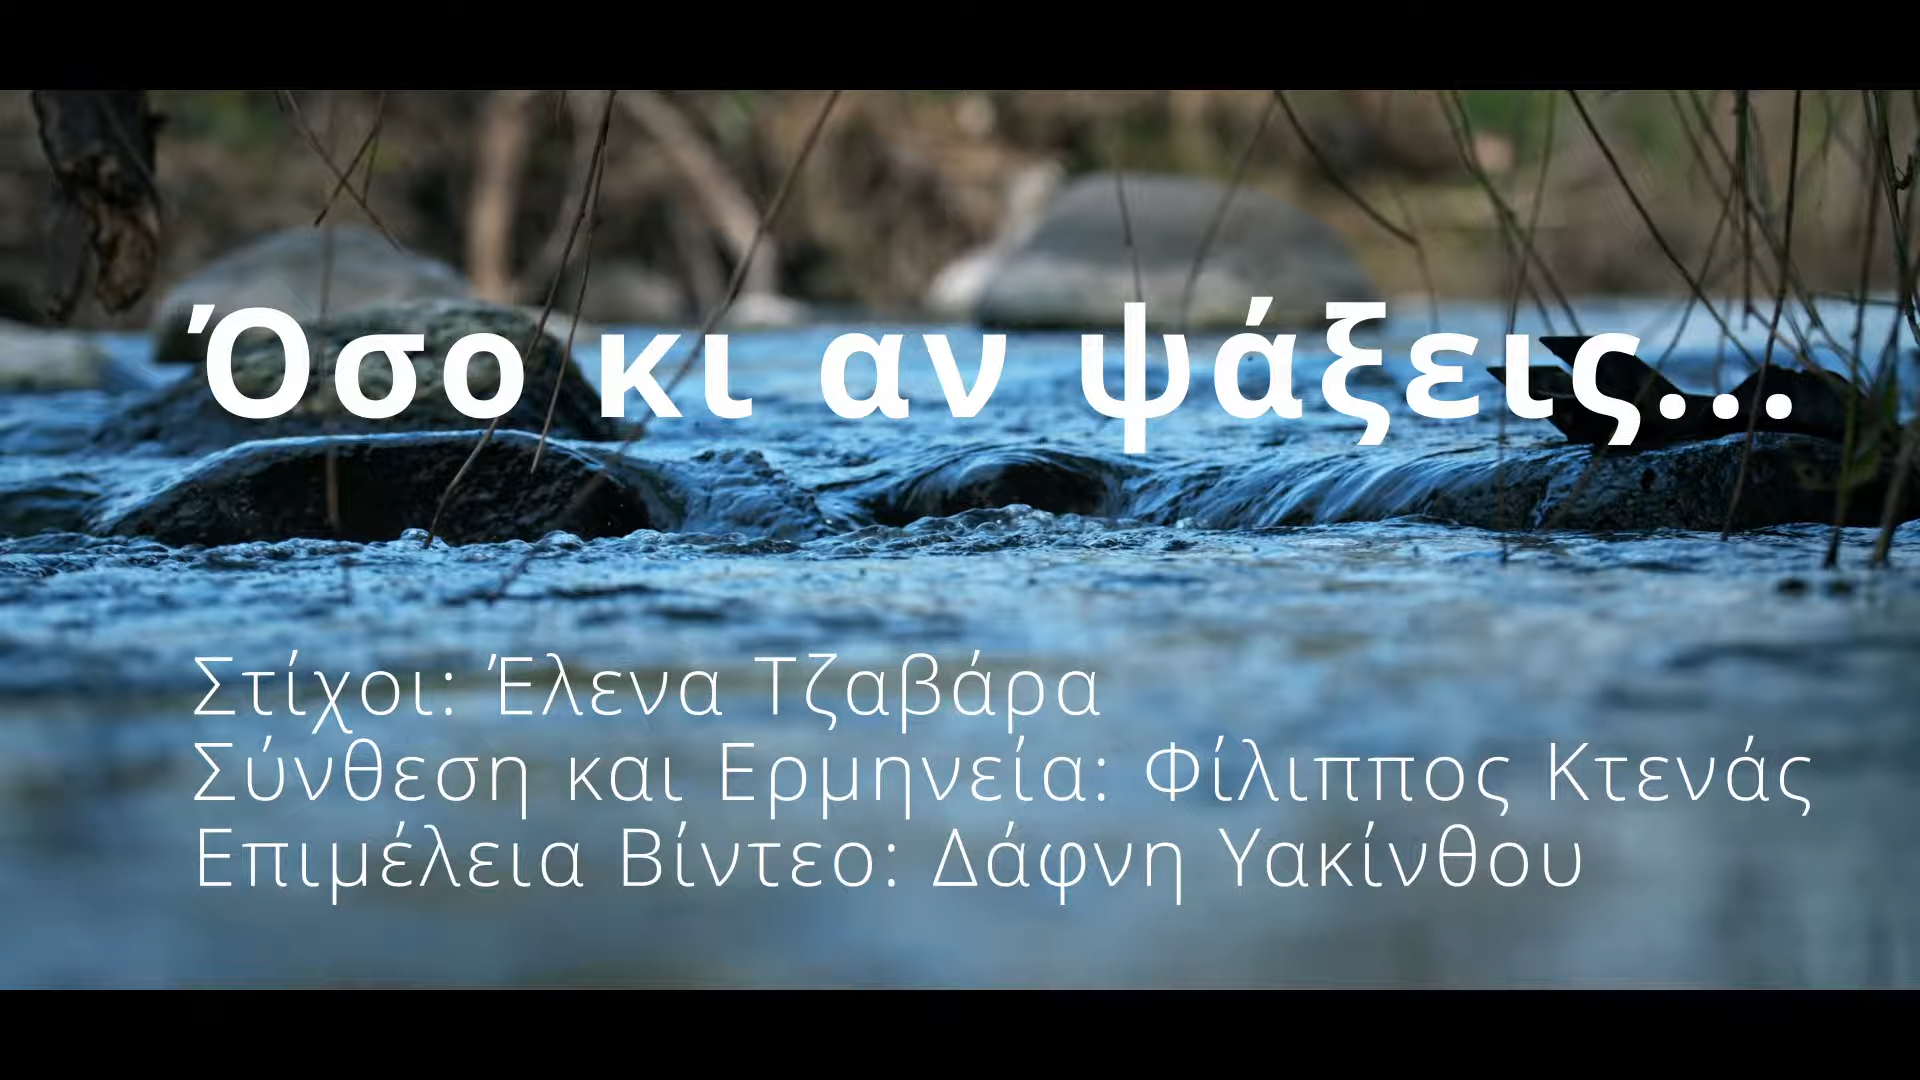 Όσο κι αν ψάξεις...
Στίχοι: Έλενα Τζαβάρα
Σύνθεση και Ερμηνεία: Φίλιππος Κτενάς
Επιμέλεια Βίντεο: Δάφνη Υακίνθου